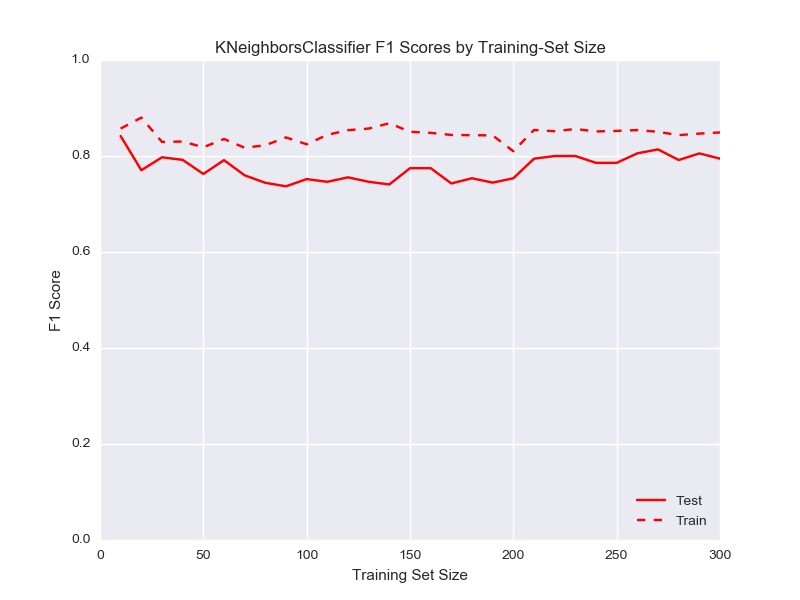 KNeighborsClassifier F1 Scores by Training-Set Size
1.0
0.8
0.6
0.4
0.2
0.0
F1 Score
0 50 100 150 200 250 300
Training Set Size
Test
Train